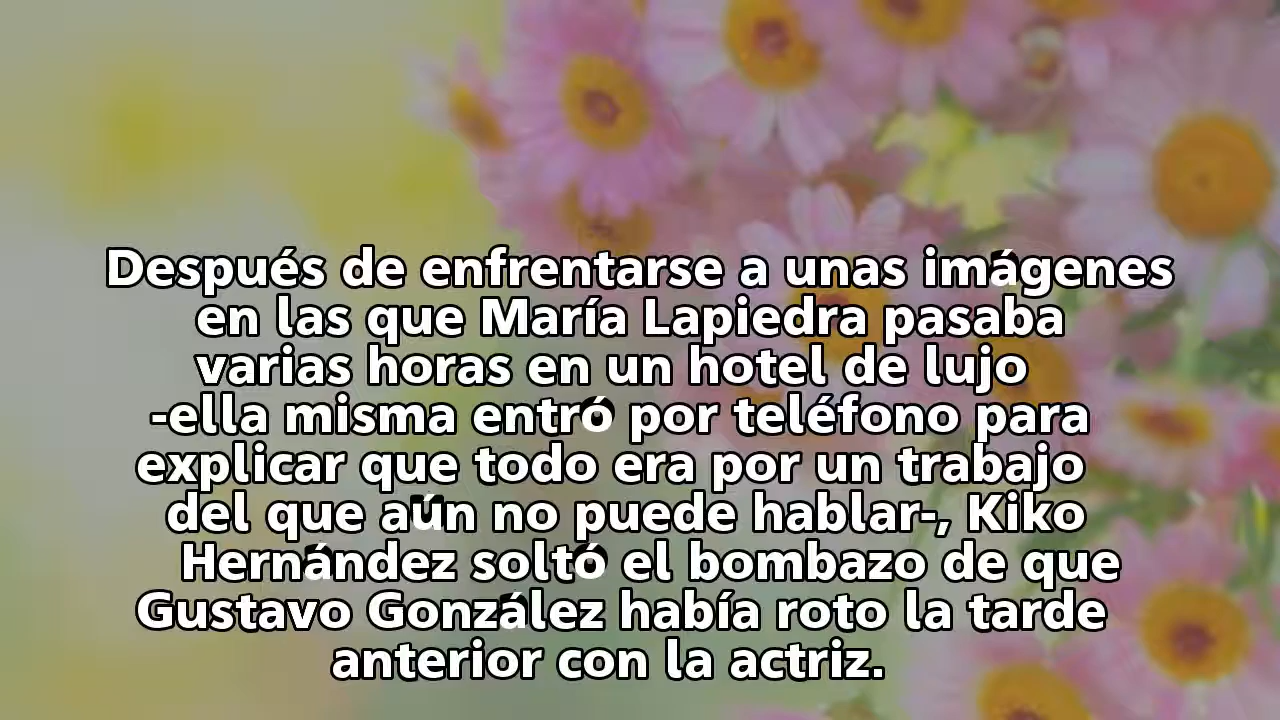 Después de enfrentarse a unas imágenes
en las que María Lapiedra pasaba
varias horas en un hotel de lujo
-ella misma entró por teléfono para
explicar que todo era por un trabajo
del que aún no puede hablar-, Kiko
Hernández soltó el bombazo de que
Gustavo González había roto la tarde
anterior con la actriz.